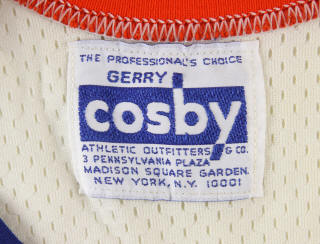 THE PROFESSIONAL'S CHOICE
GERRY
cosby
ATHLETIC OUTFITTERS & CO.
3 PENNSYLVANIA PLAZA
MADISON SQUARE GARDEN
NEW YORK, N.Y. 10001